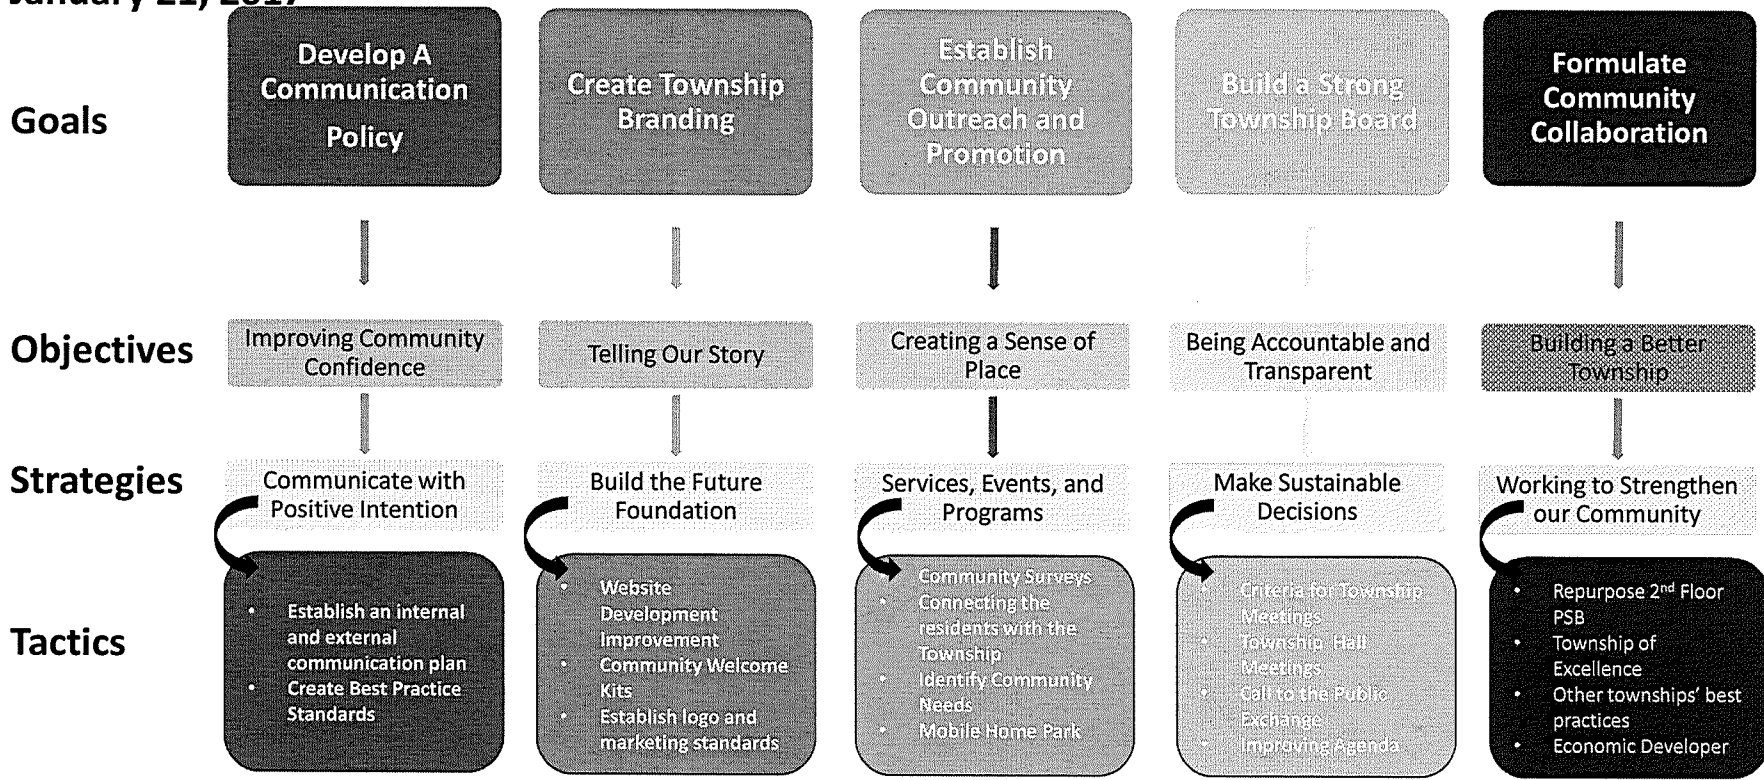 January 21, 2017
Goals
Develop A
Communication
Policy
Create Township
Branding
Establish
Community
Outreach and
Promotion
Build a Strong
Township Board
Formulate
Community
Collaboration
Objectives
Improving Community
Confidence
Telling Our Story
Creating a Sense of
Place
Being Accountable and
Transparent
Building a Better
Township
Strategies
Communicate with
Positive Intention
Build the Future
Foundation
Services, Events, and
Programs
Make Sustainable
Decisions
Working to Strengthen
our Community
Tactics
• Establish an internal
and external
communication plan
• Create Best Practice
Standards
• Website
Development
Improvement
• Community Welcome
Kits
• Establish logo and
marketing standards
• Community Surveys
• Connecting the
residents with the
Township
• Identify Community
Needs
• Mobile Home Park
• Criteria for Township
Meetings
• Township Hall
Meetings
• Call to the Public
Exchange
• Improving Agenda
• Repurpose 2nd Floor
PSB
• Township of
Excellence
• Other townships' best
practices
• Economic Developer